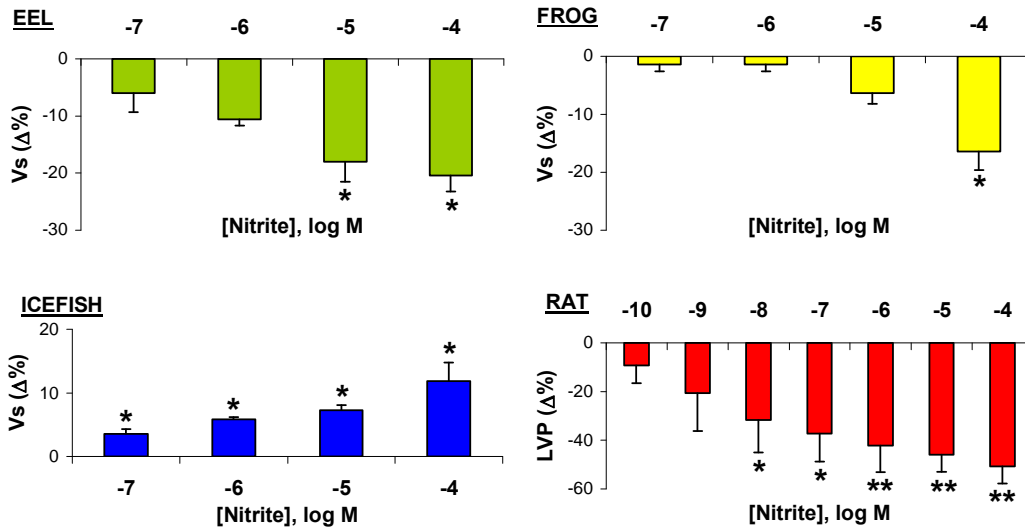 EEL
-7 -6 -5 -4
0
-10
-20
-30
Vs (Δ%)
* *
[Nitrite], log M
FROG
-7 -6 -5 -4
0
-10
-20
-30
Vs (Δ%)
*
[Nitrite], log M
ICEFISH
20
10
0
Vs (Δ%)
* * * *
-7 -6 -5 -4
[Nitrite], log M
RAT
-10 -9 -8 -7 -6 -5 -4
0
-20
-40
-60
LVP (Δ%)
* * ** ** **
[Nitrite], log M